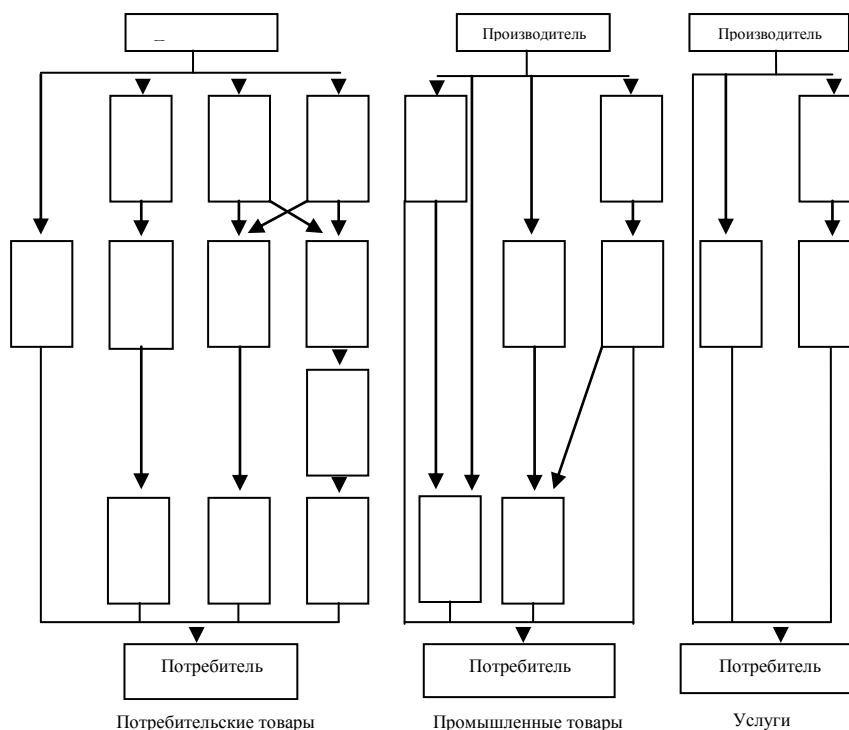 Производитель
Производитель
Потребитель
Потребитель
Потребитель
Потребительские товары
Промышленные товары
Услуги